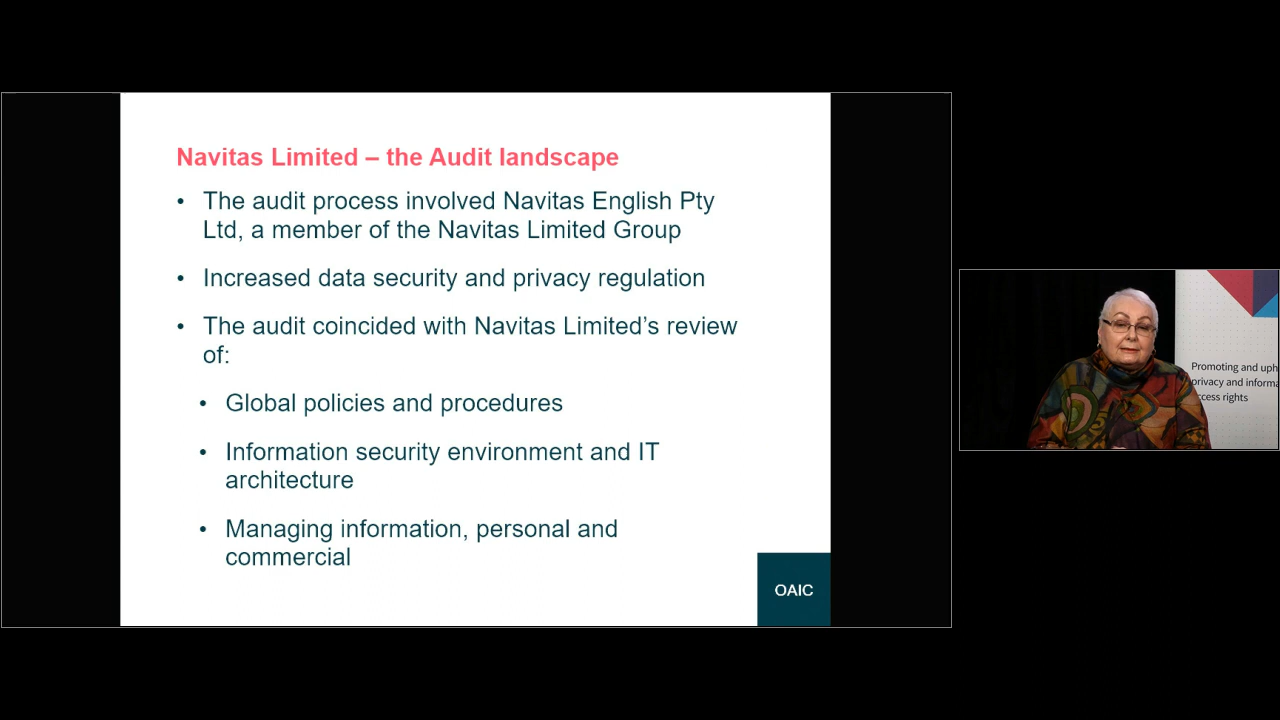 Navitas Limited – the Audit landscape
• The audit process involved Navitas English Pty
Ltd, a member of the Navitas Limited Group
• Increased data security and privacy regulation
• The audit coincided with Navitas Limited’s review
of:
• Global policies and procedures
• Information security environment and IT
architecture
• Managing information, personal and
commercial
OAIC
Promoting and uph
privacy and informa
ccess rights